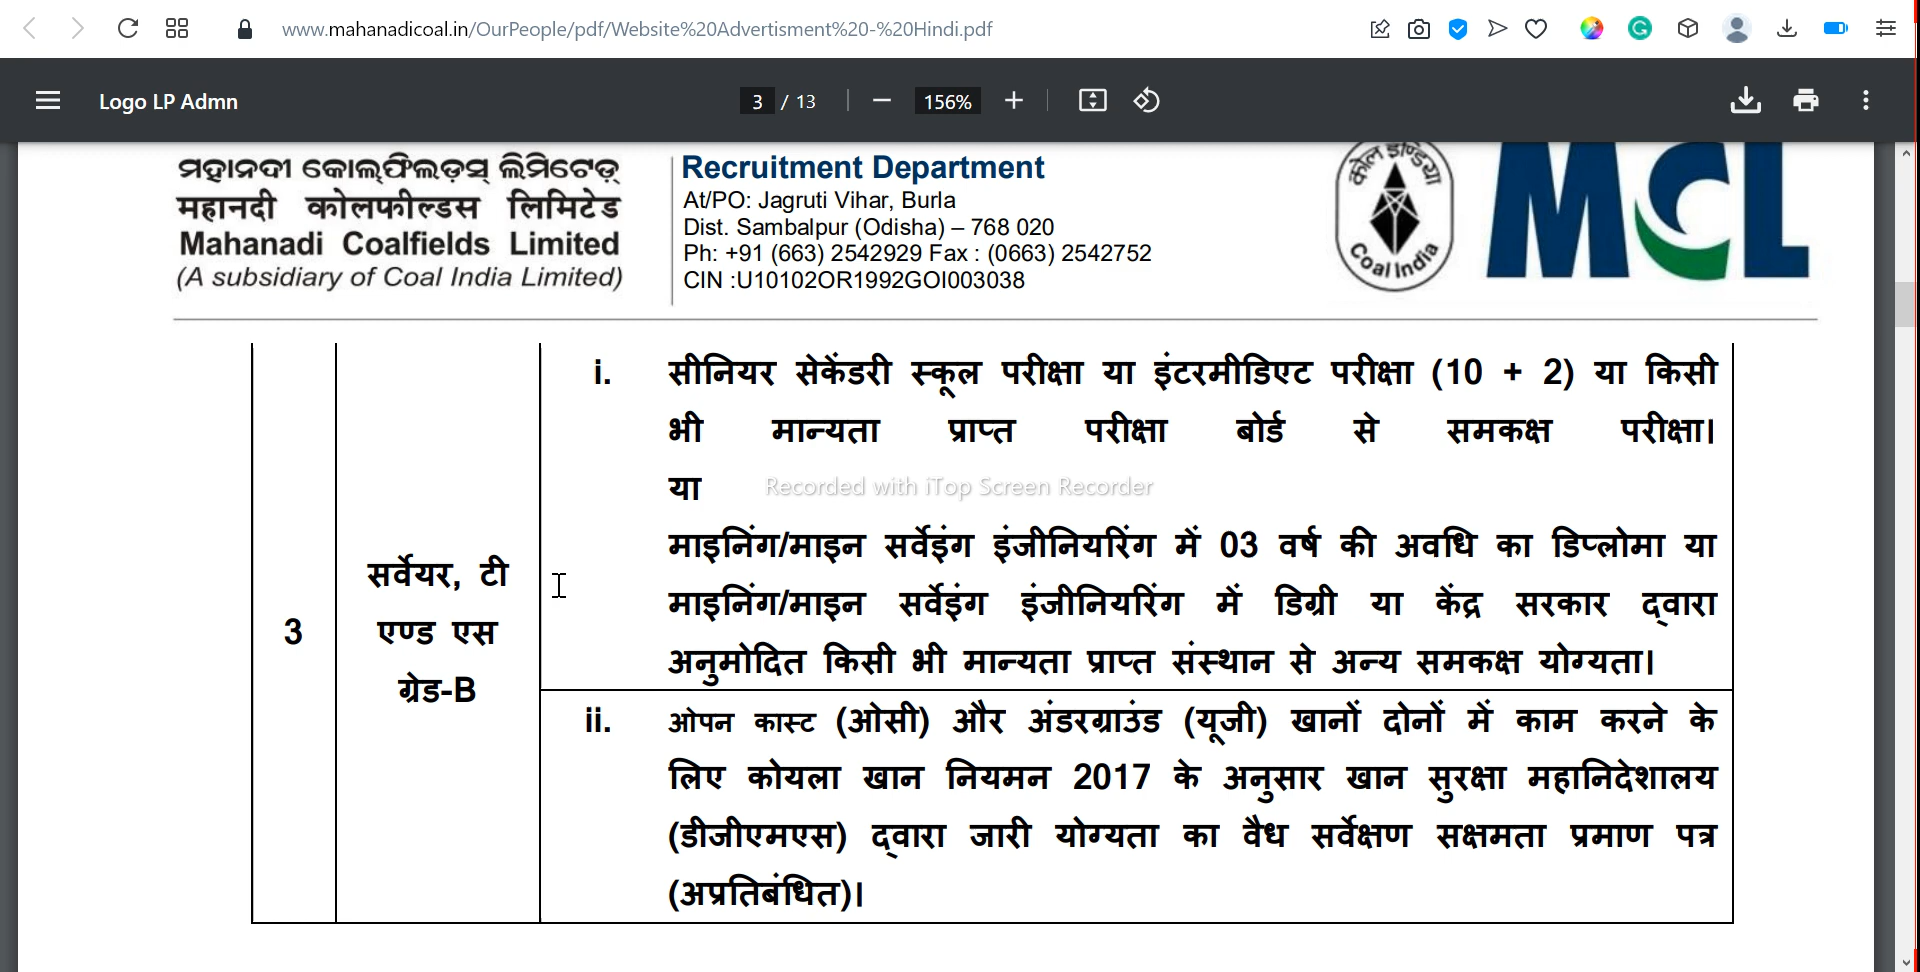 www.mahanadicoal.in/OurPeople/pdf/Website%20Advertisment%20-%20Hindi.pdf
Logo LP Admn
3 / 13
156%
ମହାନଦୀ କୋଲ୍‌ଫିଲଡ୍‌ସ୍ ଲିମିଟେଡ଼୍
महानदी कोलफील्डस लिमिटेड
Mahanadi Coalfields Limited
(A subsidiary of Coal India Limited)
Recruitment Department
At/PO: Jagruti Vihar, Burla
Dist. Sambalpur (Odisha) – 768 020
Ph: +91 (663) 2542929 Fax : (0663) 2542752
CIN :U10102OR1992GOI003038
कोल इण्डिया
Coal India
MCL
3
सर्वेयर, टी
एण्ड एस
ग्रेड-B
i. सीनियर सेकेंडरी स्कूल परीक्षा या इंटरमीडिएट परीक्षा (10 + 2) या किसी
भी मान्यता प्राप्त परीक्षा बोर्ड से समकक्ष परीक्षा।
या
Recorded with iTop Screen Recorder
माइनिंग/माइन सर्वेइंग इंजीनियरिंग में 03 वर्ष की अवधि का डिप्लोमा या
माइनिंग/माइन सर्वेइंग इंजीनियरिंग में डिग्री या केंद्र सरकार द्वारा
अनुमोदित किसी भी मान्यता प्राप्त संस्थान से अन्य समकक्ष योग्यता।
ii. ओपन कास्ट (ओसी) और अंडरग्राउंड (यूजी) खानों दोनों में काम करने के
लिए कोयला खान नियमन 2017 के अनुसार खान सुरक्षा महानिदेशालय
(डीजीएमएस) द्वारा जारी योग्यता का वैध सर्वेक्षण सक्षमता प्रमाण पत्र
(अप्रतिबंधित)।